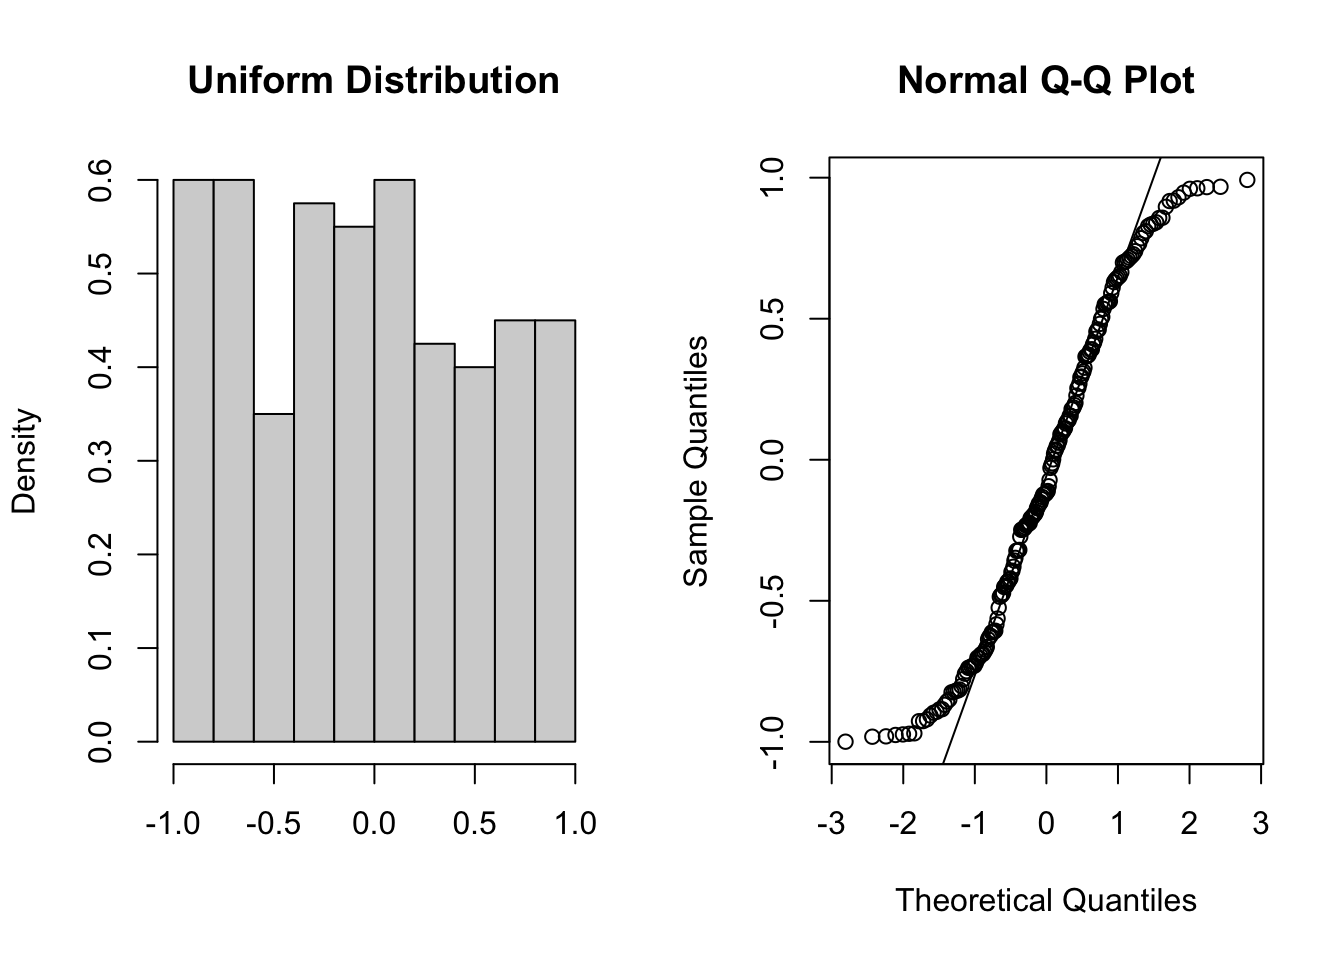 Uniform Distribution
Density
0.0 0.1 0.2 0.3 0.4 0.5 0.6
-1.0 -0.5 0.0 0.5 1.0
Normal Q-Q Plot
Sample Quantiles
-1.0 -0.5 0.0 0.5 1.0
-3 -2 -1 0 1 2 3
Theoretical Quantiles